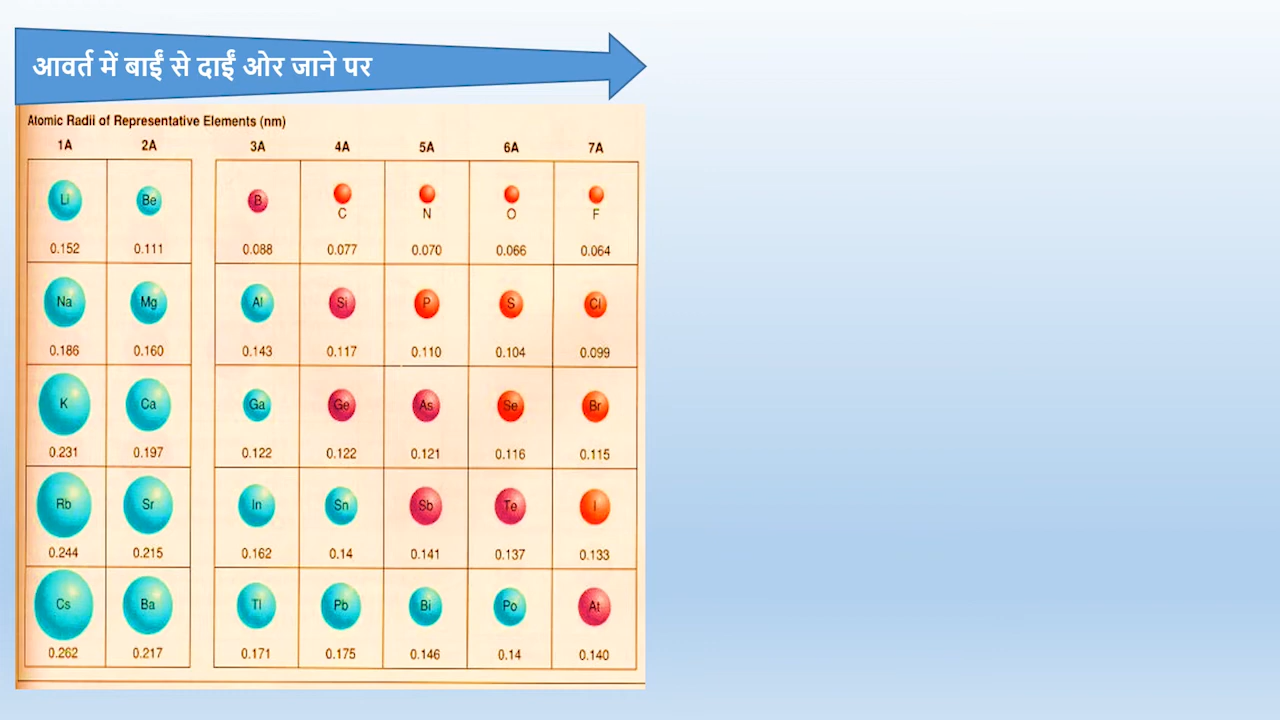 आवर्त में बाईं से दाईं ओर जाने पर
Atomic Radii of Representative Elements (nm)
1A 2A 3A 4A 5A 6A 7A
Li Be B C N O F
0.152 0.111 0.088 0.077 0.070 0.066 0.064
Na Mg Al Si P S Cl
0.186 0.160 0.143 0.117 0.110 0.104 0.099
K Ca Ga Ge As Se Br
0.231 0.197 0.122 0.122 0.121 0.116 0.115
Rb Sr In Sn Sb Te I
0.244 0.215 0.162 0.14 0.141 0.137 0.133
Cs Ba Tl Pb Bi Po At
0.262 0.217 0.171 0.175 0.146 0.14 0.140